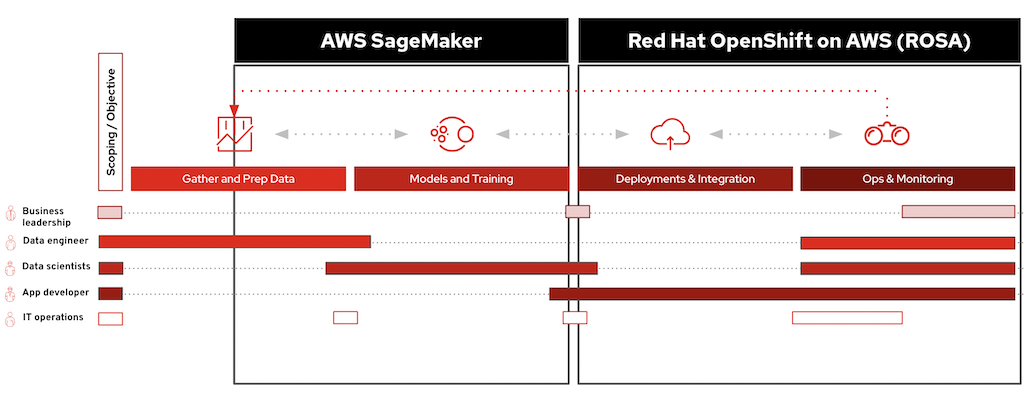 AWS SageMaker
Red Hat OpenShift on AWS (ROSA)
Scoping / Objective
Gather and Prep Data
Models and Training
Deployments & Integration
Ops & Monitoring
Business
leadership
Data engineer
Data scientists
App developer
IT operations